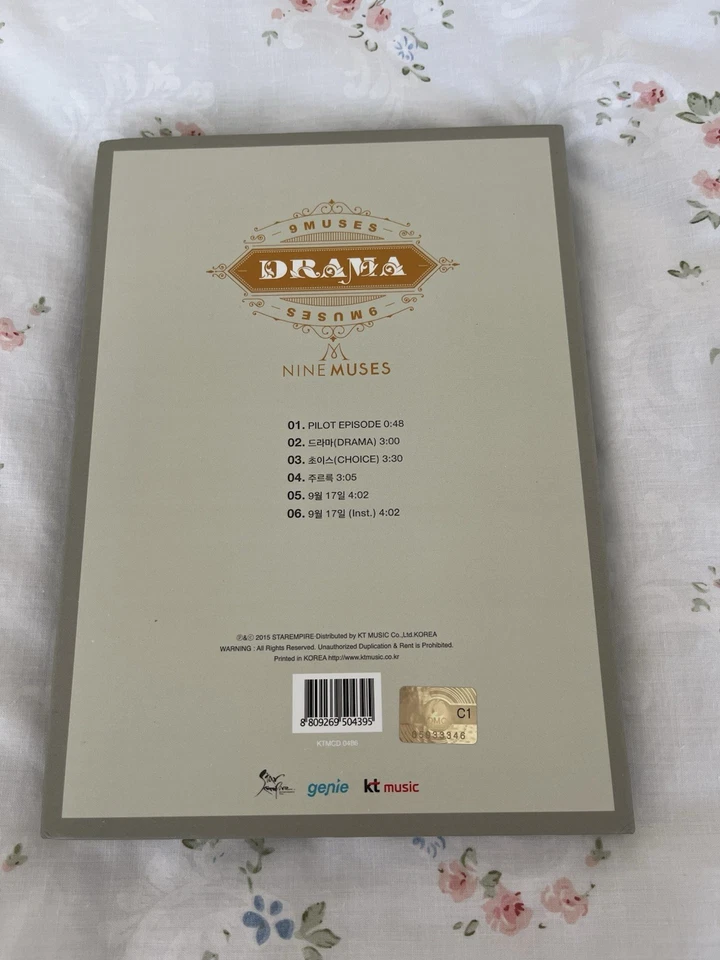 9MUSES
DRAMA
9MUSES
NINEMUSES
01. PILOT EPISODE 0:48
02. 드라마(DRAMA) 3:00
03. 초이스(CHOICE) 3:30
04. 주르륵 3:05
05. 9월 17일 4:02
06. 9월 17일 (Inst.) 4:02
Ⓟ&ⓒ 2015 STAREMPIRE·Distributed by KT MUSIC Co.,Ltd.KOREA
WARNING : All Rights Reserved. Unauthorized Duplication & Rent is Prohibited.
Printed in KOREA http://www.ktmusic.co.kr
8 809269 504395
KTMCD 0486
C1
05033346
genie
kt music